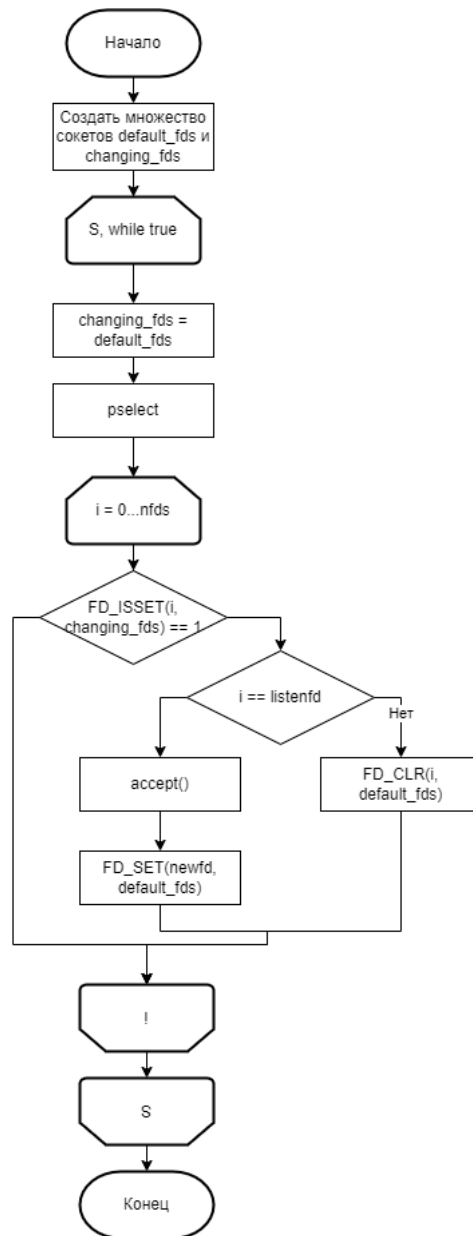 Начало
Создать множество
сокетов default_fds и
changing_fds
S, while true
changing_fds =
default_fds
pselect
i = 0...nfds
FD_ISSET(i,
changing_fds) == 1
i == listenfd
Нет
accept()
FD_CLR(i,
default_fds)
FD_SET(newfd,
default_fds)
!
S
Конец